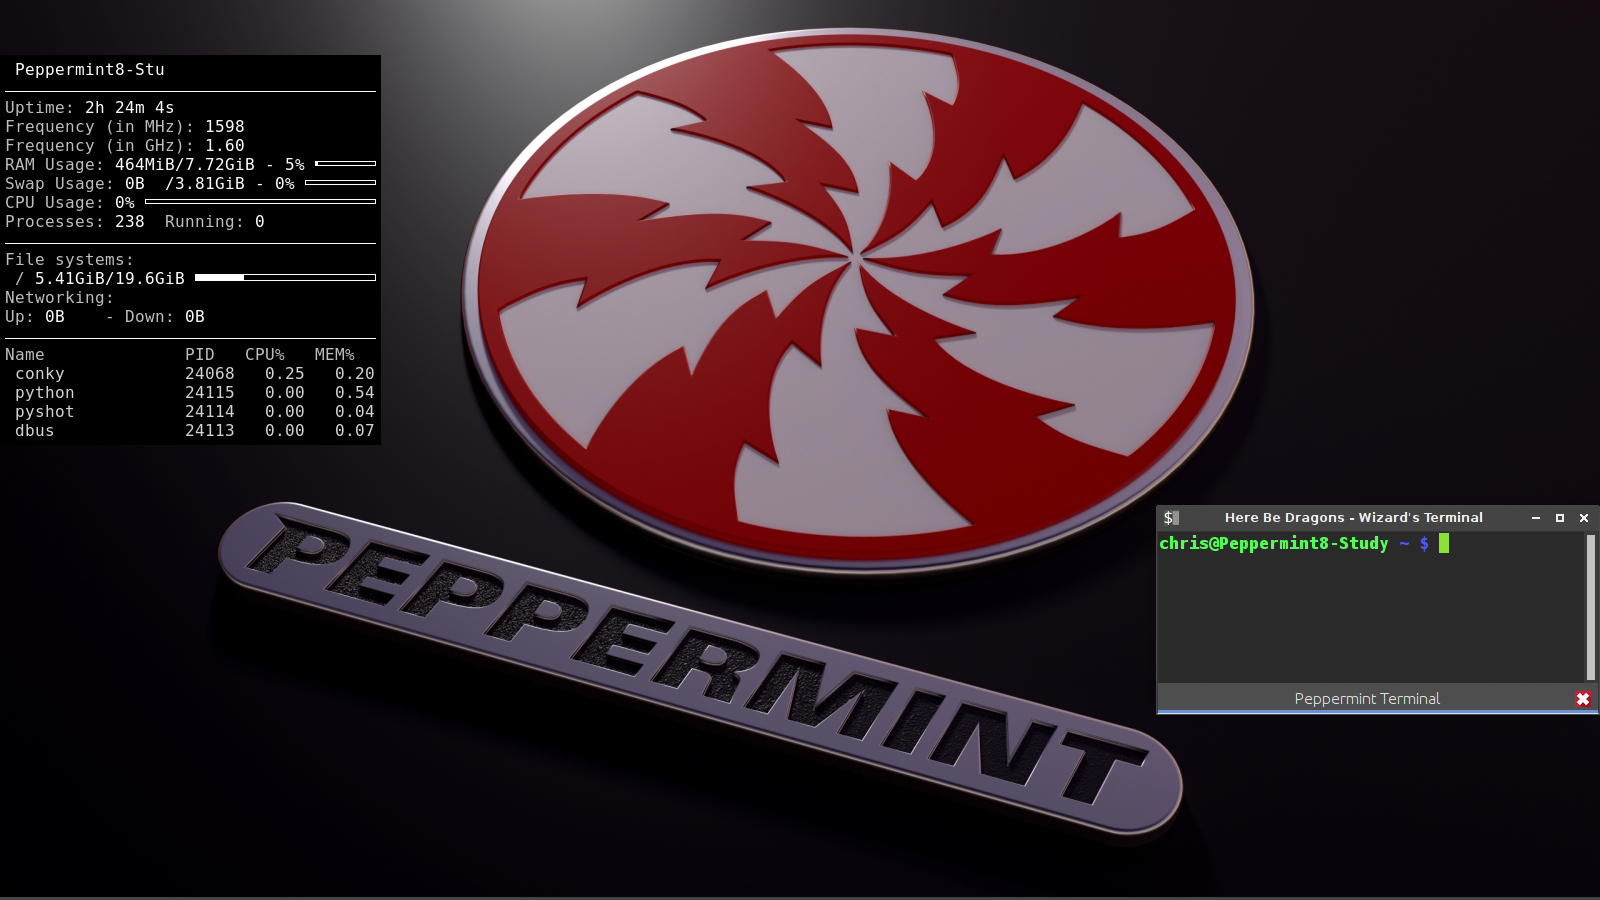 Peppermint8-Stu
Uptime: 2h 24m 4s
Frequency (in MHz): 1598
Frequency (in GHz): 1.60
RAM Usage: 464MiB/7.72GiB - 5%
Swap Usage: 0B  /3.81GiB - 0%
CPU Usage: 0%
Processes: 238  Running: 0
File systems:
/ 5.41GiB/19.6GiB
Networking:
Up: 0B    - Down: 0B
Name PID CPU% MEM%
conky 24068 0.25 0.20
python 24115 0.00 0.54
pyshot 24114 0.00 0.04
dbus 24113 0.00 0.07
PEPPERMINT
$ Here Be Dragons - Wizard's Terminal
chris@Peppermint8-Study ~ $
Peppermint Terminal